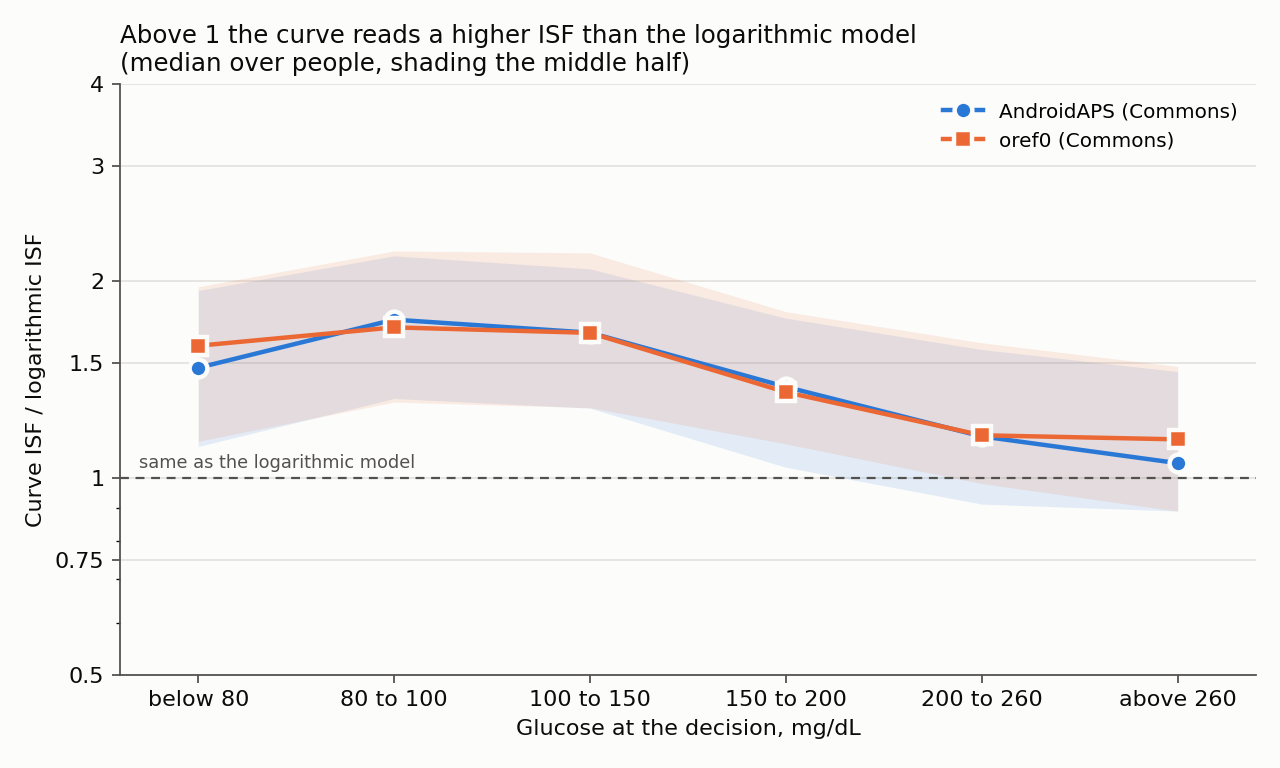 Above 1 the curve reads a higher ISF than the logarithmic model
(median over people, shading the middle half)
AndroidAPS (Commons)
oref0 (Commons)
Curve ISF / logarithmic ISF
4
3
2
1.5
1
0.75
0.5
same as the logarithmic model
below 80
80 to 100
100 to 150
150 to 200
200 to 260
above 260
Glucose at the decision, mg/dL